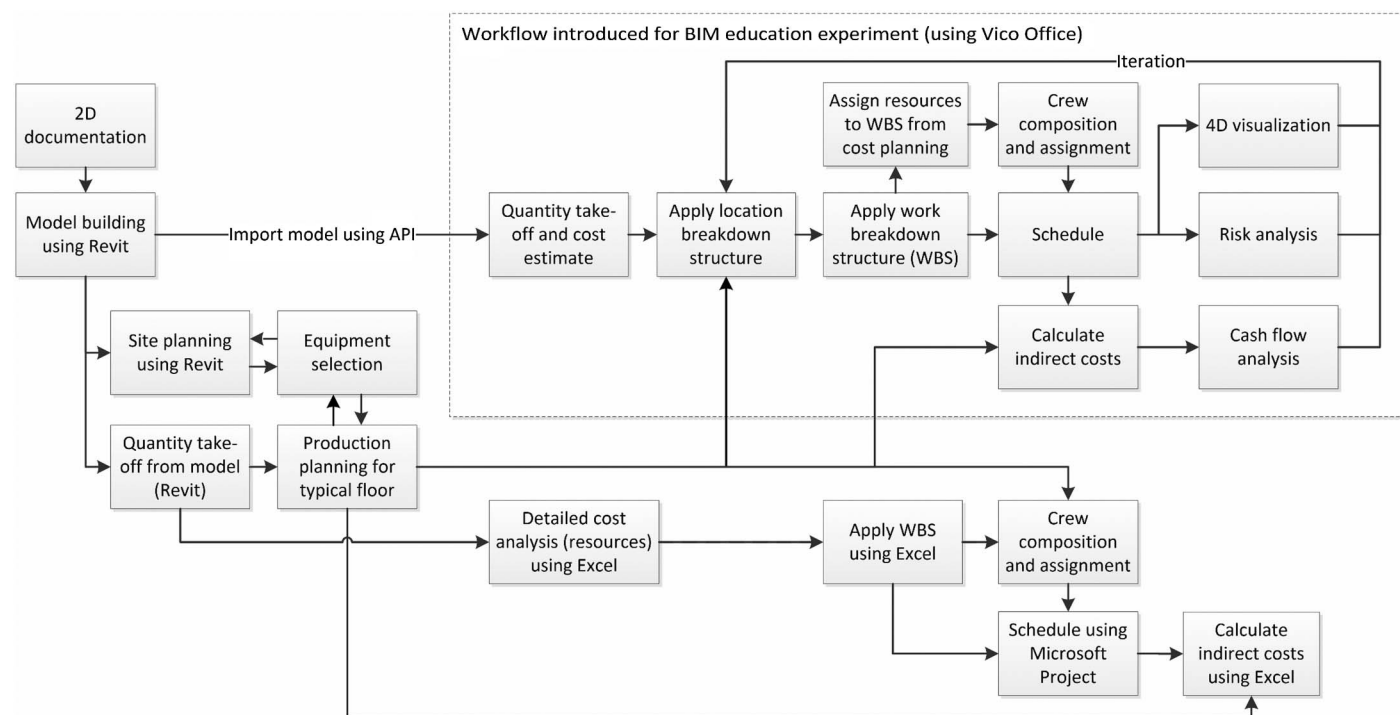 Workflow introduced for BIM education experiment (using Vico Office)
Iteration
2D
documentation
Assign resources
to WBS from
cost planning
Crew
composition
and assignment
4D visualization
Model building
using Revit
Import model using API
Quantity take-
off and cost
estimate
Apply location
breakdown
structure
Apply work
breakdown
structure (WBS)
Schedule
Risk analysis
Site planning
using Revit
Equipment
selection
Calculate
indirect costs
Cash flow
analysis
Quantity take-
off from model
(Revit)
Production
planning for
typical floor
Detailed cost
analysis (resources)
using Excel
Apply WBS
using Excel
Crew
composition
and assignment
Schedule using
Microsoft
Project
Calculate
indirect costs
using Excel